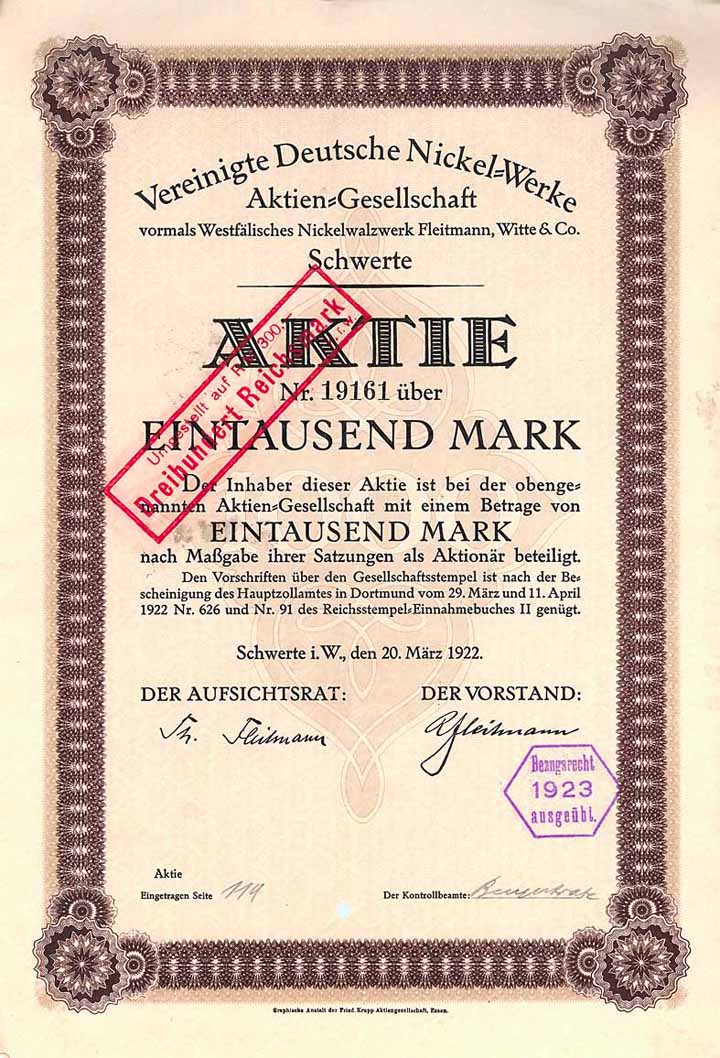 Vereinigte Deutsche Nickel=Werke
Aktien=Gesellschaft
vormals Westfälisches Nickelwalzwerk Fleitmann, Witte & Co.
Schwerte
AKTIE
Nr. 19161 über
EINTAUSEND MARK
Umgestellt auf 300.–
Dreihundert Reichsmark
i. W.
Der Inhaber dieser Aktie ist bei der obenge=
nannten Aktien=Gesellschaft mit einem Betrage von
EINTAUSEND MARK
nach Maßgabe ihrer Satzungen als Aktionär beteiligt.
Den Vorschriften über den Gesellschaftsstempel ist nach der Be=
scheinigung des Hauptzollamtes in Dortmund vom 29. März und 11. April
1922 Nr. 626 und Nr. 91 des Reichsstempel=Einnahmebuches II genügt.
Schwerte i. W., den 20. März 1922.
DER AUFSICHTSRAT:
DER VORSTAND:
Th. Fleitmann
R Fleitmann
Bezugsrecht
1923
ausgeübt.
Aktie
Eingetragen Seite 114
Der Kontrollbeamte:
Graphische Anstalt der Fried. Krupp Aktiengesellschaft, Essen.